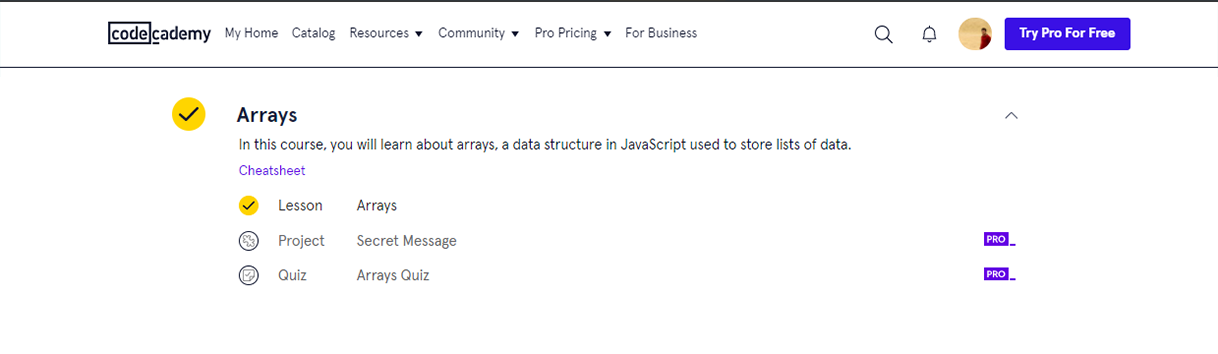 codecademy My Home Catalog Resources Community Pro Pricing For Business Try Pro For Free
Arrays
In this course, you will learn about arrays, a data structure in JavaScript used to store lists of data.
Cheatsheet
Lesson Arrays
Project Secret Message PRO
Quiz Arrays Quiz PRO